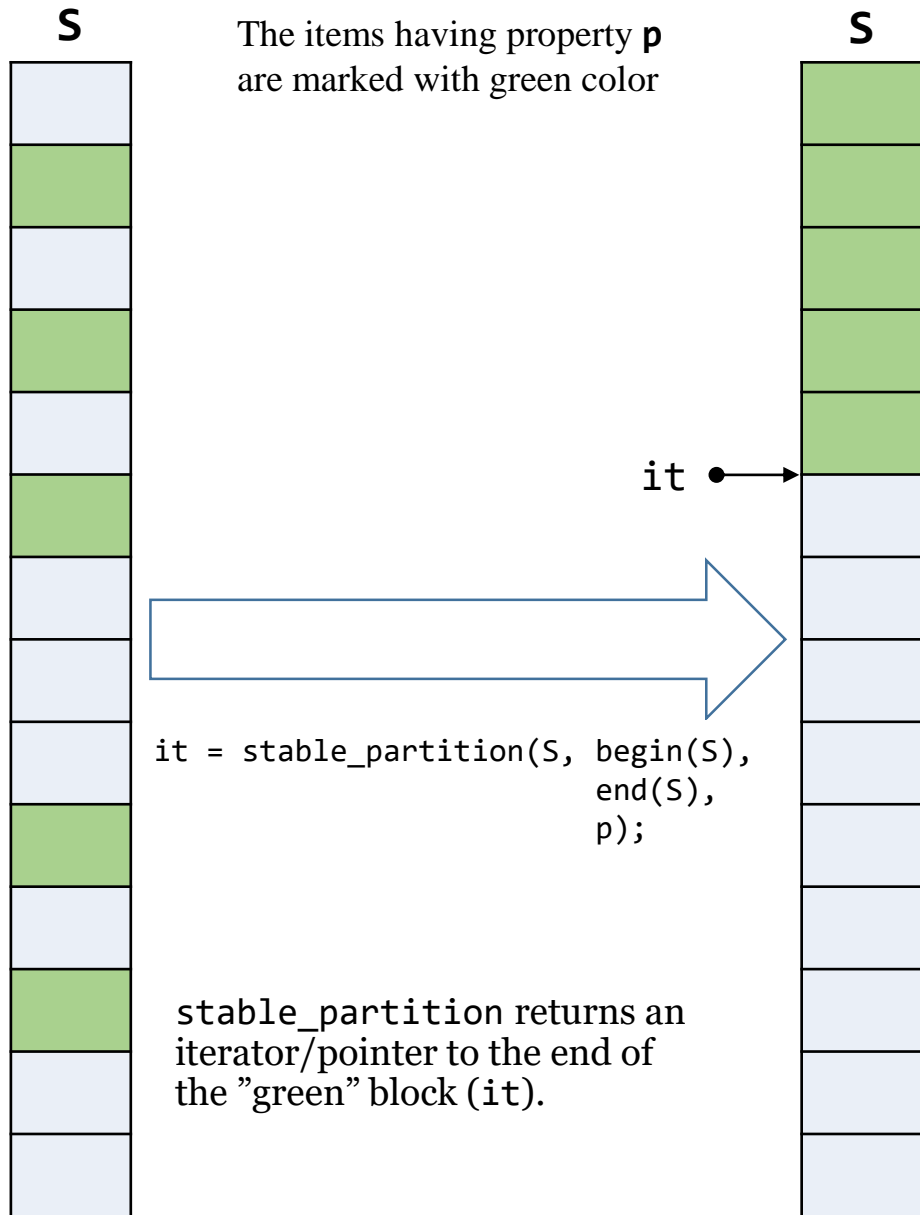 S
The items having property p
are marked with green color
S
it
it = stable_partition(S, begin(S),
end(S),
p);
stable_partition returns an
iterator/pointer to the end of
the ”green” block (it).